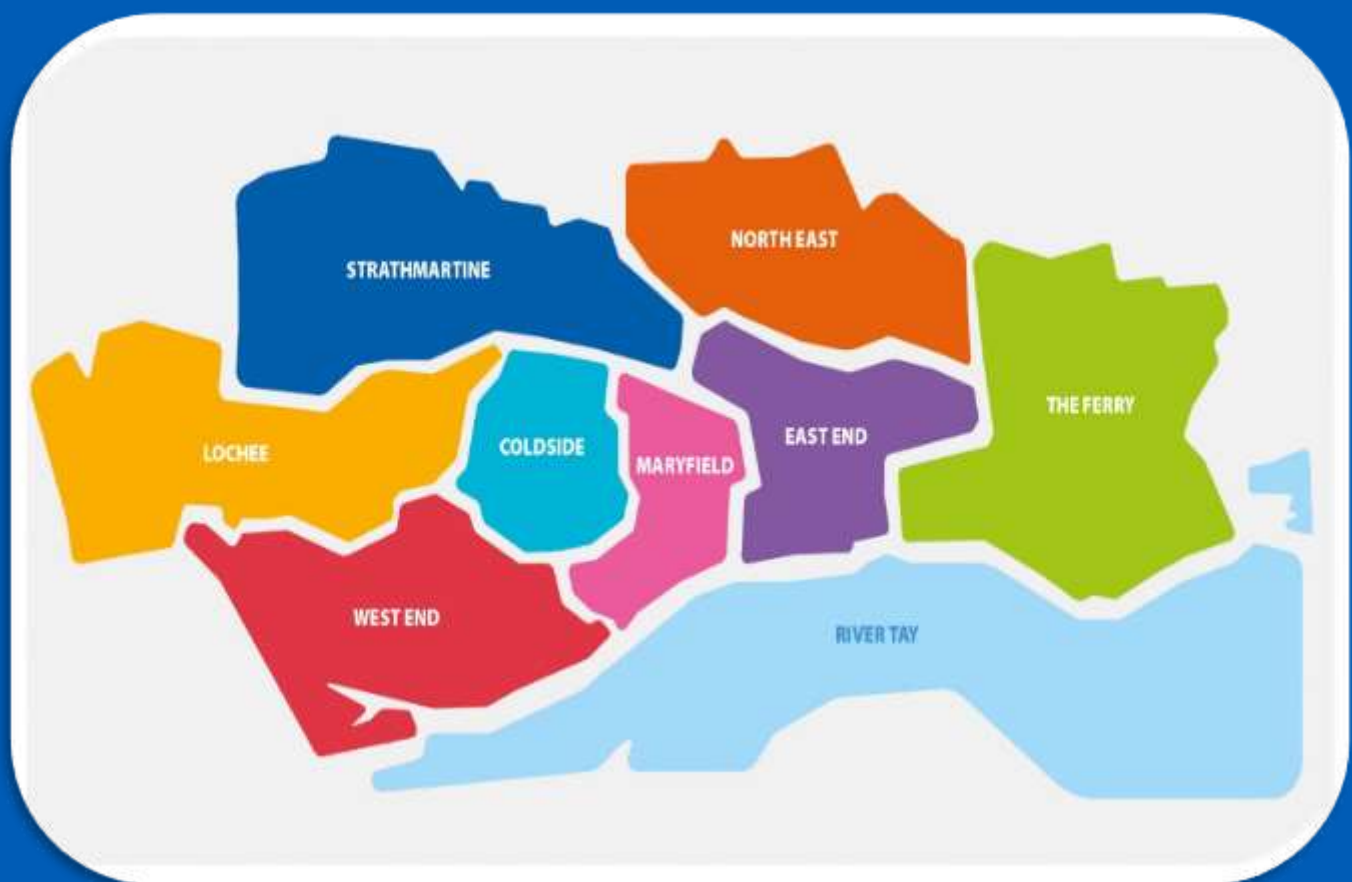 NORTH EAST
STRATHMARTINE
THE FERRY
EAST END
COLDSIDE
LOCHEE
MARYFIELD
WEST END
RIVER TAY